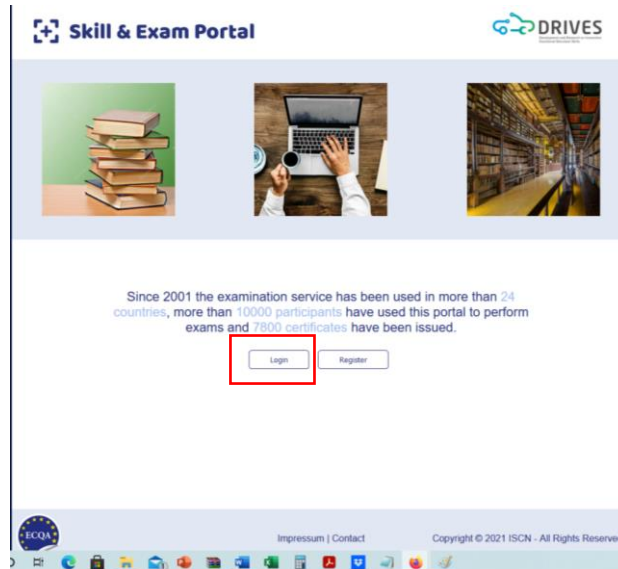 [+] Skill & Exam Portal
DRIVES
Since 2001 the examination service has been used in more than 24
countries, more than 10000 participants have used this portal to perform
exams and 7800 certificates have been issued.
Login
Register
ECQA
Impressum | Contact
Copyright © 2021 ISCN - All Rights Reserve